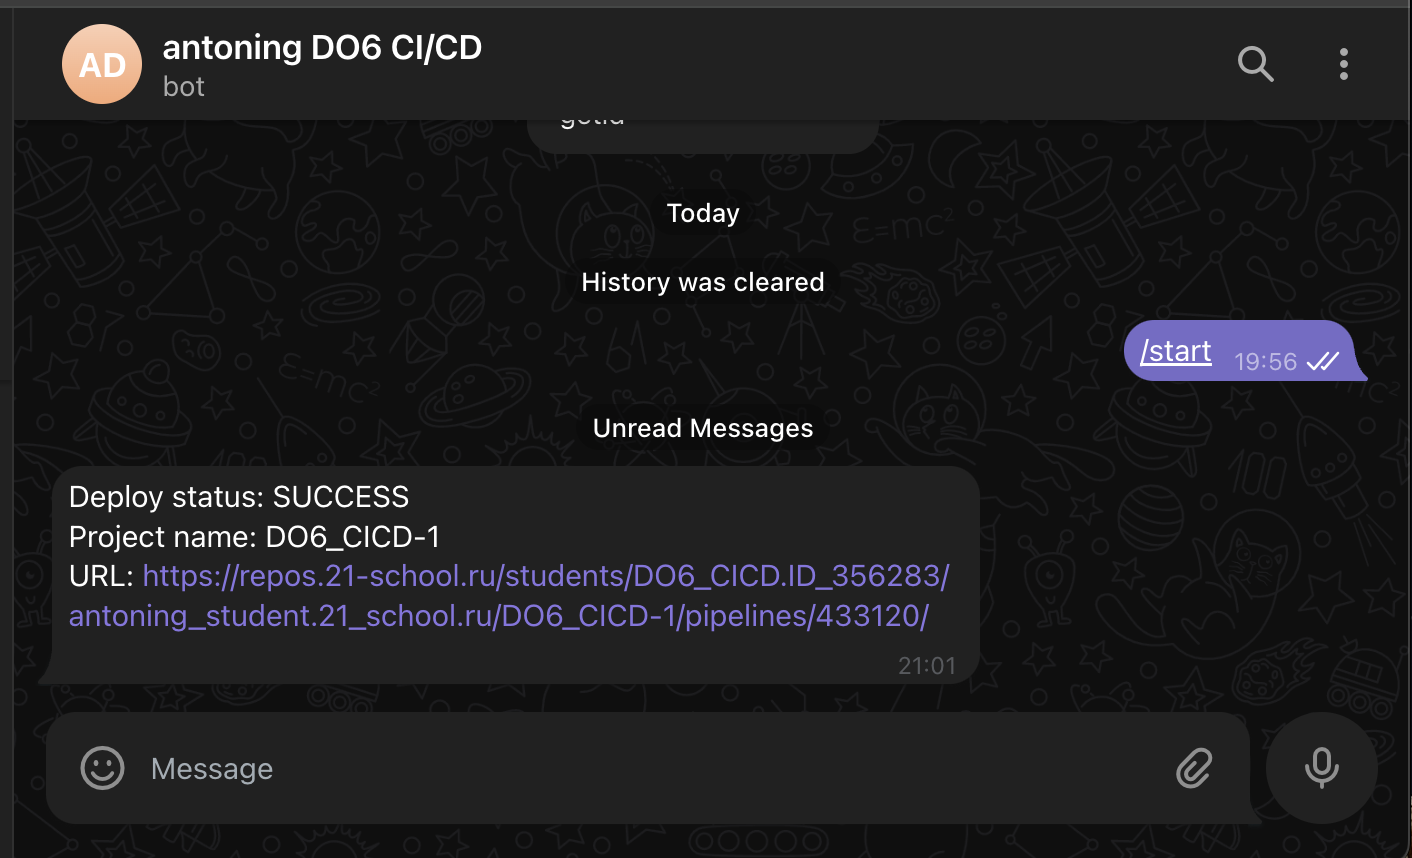 AD
antoning DO6 CI/CD
bot
Today
History was cleared
/start 19:56
Unread Messages
Deploy status: SUCCESS
Project name: DO6_CICD-1
URL: https://repos.21-school.ru/students/DO6_CICD.ID_356283/
antoning_student.21_school.ru/DO6_CICD-1/pipelines/433120/
21:01
Message